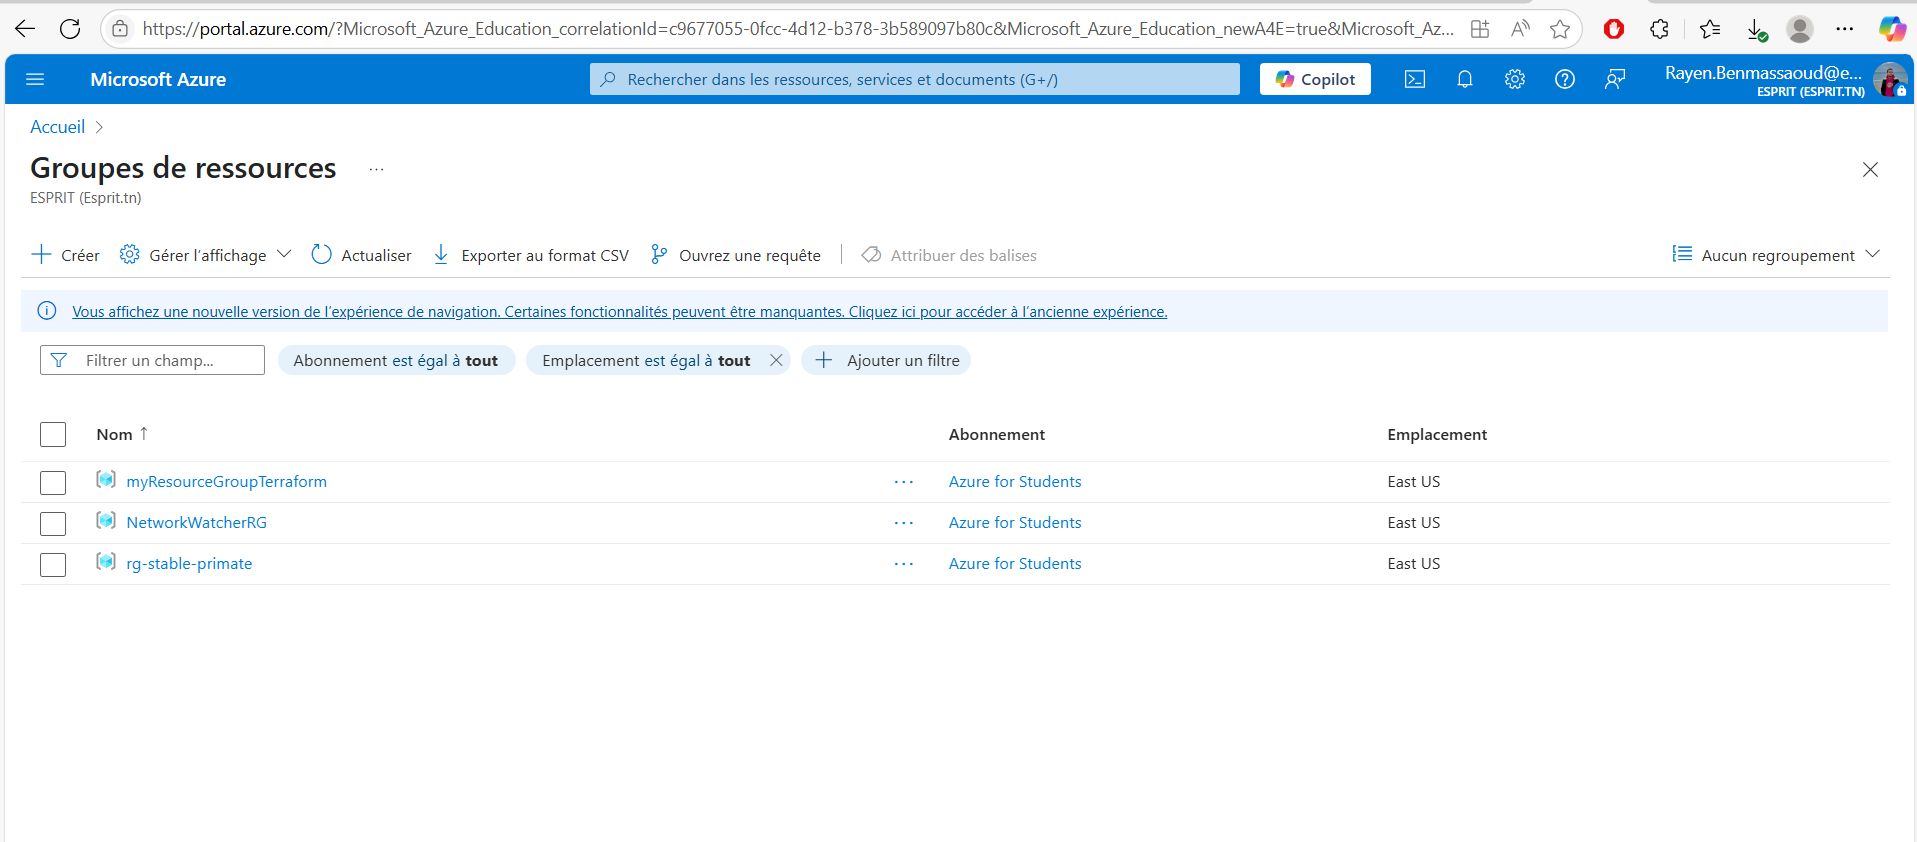 https://portal.azure.com/?Microsoft_Azure_Education_correlationId=c9677055-0fcc-4d12-b378-3b589097b80c&Microsoft_Azure_Education_newA4E=true&Microsoft_Az...
Microsoft Azure
Rechercher dans les ressources, services et documents (G+/)
Copilot
Rayen.Benmassaoud@e...
ESPRIT (ESPRIT.TN)
Accueil
Groupes de ressources ...
ESPRIT (Esprit.tn)
Créer Gérer l'affichage Actualiser Exporter au format CSV Ouvrez une requête Attribuer des balises Aucun regroupement
Vous affichez une nouvelle version de l'expérience de navigation. Certaines fonctionnalités peuvent être manquantes. Cliquez ici pour accéder à l'ancienne expérience.
Filtrer un champ... Abonnement est égal à tout Emplacement est égal à tout Ajouter un filtre
Nom ↑ Abonnement Emplacement
myResourceGroupTerraform ... Azure for Students East US
NetworkWatcherRG ... Azure for Students East US
rg-stable-primate ... Azure for Students East US